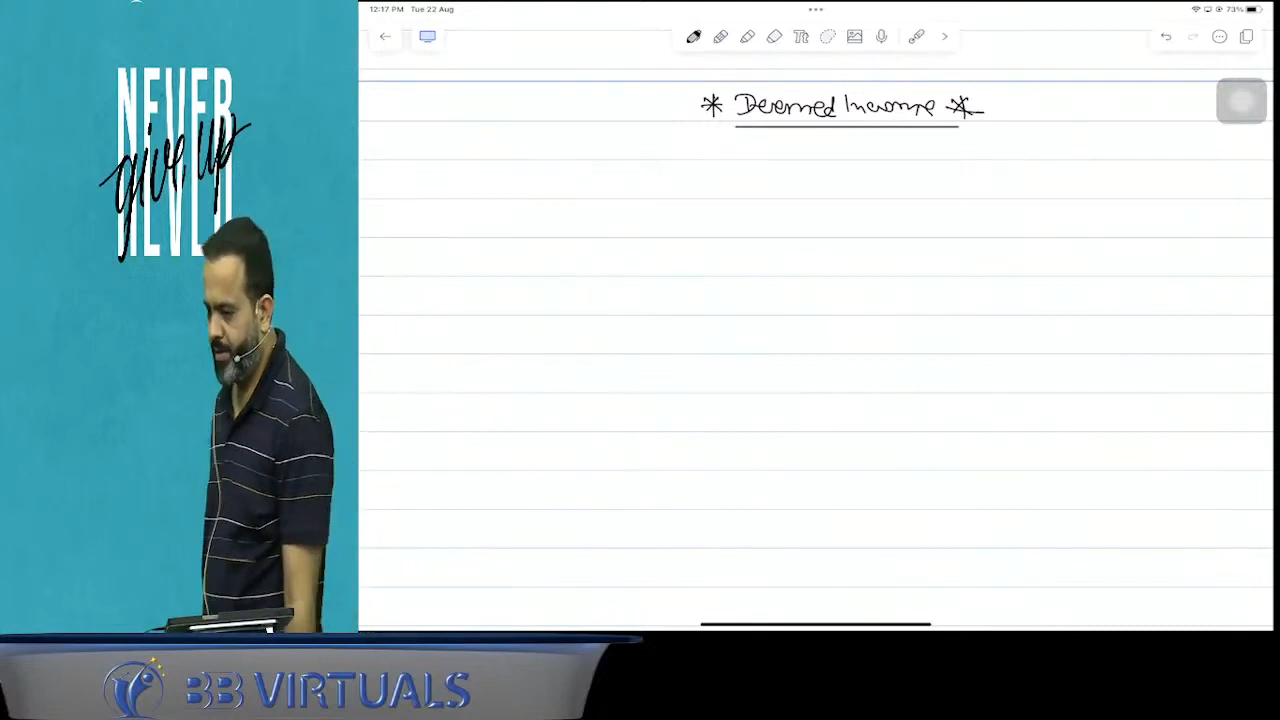 12:17 PM Tue 22 Aug
73%
NEVER
give up
NEVER
* Deemed Income *
BB VIRTUALS